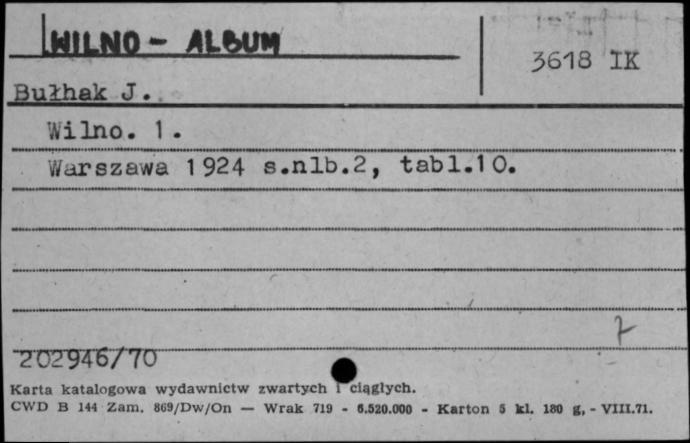 WILNO - ALBUM
3618 IK
Bułhak J.
Wilno. 1.
Warszawa 1924 s.nlb.2, tabl.10.
7
202946/70
Karta katalogowa wydawnictw zwartych i ciągłych.
CWD B 144 Zam. 869/Dw/On — Wrak 719 - 6.520.000 - Karton 5 kl. 180 g, - VIII.71.